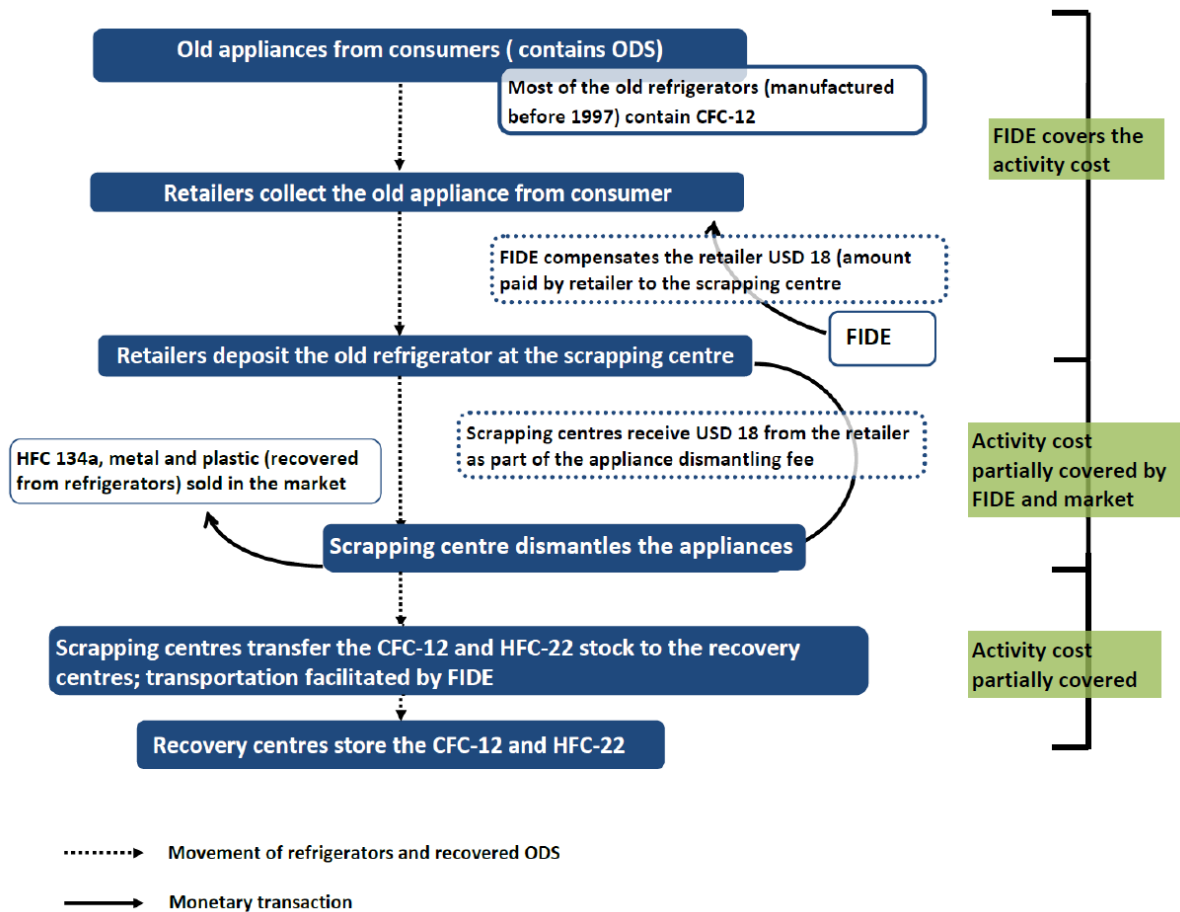 Old appliances from consumers ( contains ODS)
Most of the old refrigerators (manufactured
before 1997) contain CFC-12
FIDE covers the
activity cost
Retailers collect the old appliance from consumer
FIDE compensates the retailer USD 18 (amount
paid by retailer to the scrapping centre
FIDE
Retailers deposit the old refrigerator at the scrapping centre
Scrapping centres receive USD 18 from the retailer
as part of the appliance dismantling fee
Activity cost
partially covered by
FIDE and market
HFC 134a, metal and plastic (recovered
from refrigerators) sold in the market
Scrapping centre dismantles the appliances
Scrapping centres transfer the CFC-12 and HFC-22 stock to the recovery
centres; transportation facilitated by FIDE
Activity cost
partially covered
Recovery centres store the CFC-12 and HFC-22
Movement of refrigerators and recovered ODS
Monetary transaction